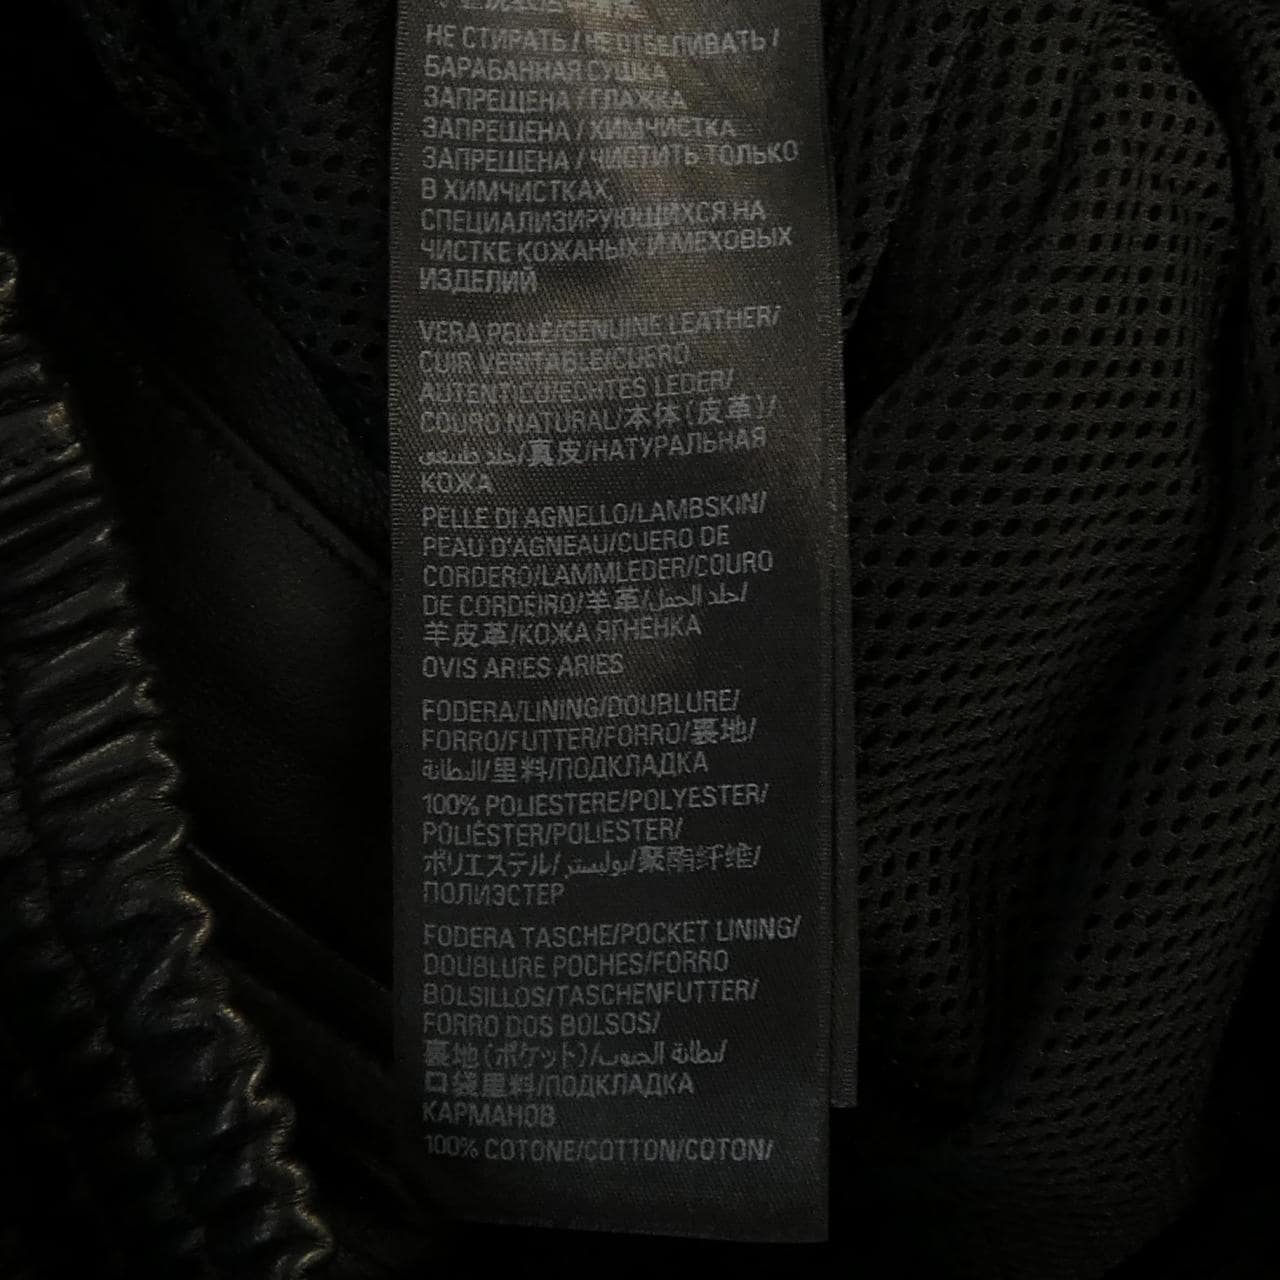 НЕ СТИРАТЬ / НЕ ОТБЕЛИВАТЬ /
БАРАБАННАЯ СУШКА
ЗАПРЕЩЕНА / ГЛАЖКА
ЗАПРЕЩЕНА / ХИМЧИСТКА
ЗАПРЕЩЕНА / ЧИСТИТЬ ТОЛЬКО
В ХИМЧИСТКАХ,
СПЕЦИАЛИЗИРУЮЩИХСЯ НА
ЧИСТКЕ КОЖАНЫХ И МЕХОВЫХ
ИЗДЕЛИЙ
VERA PELLE/GENUINE LEATHER/
CUIR VERITABLE/CUERO
AUTENTICO/ECHTES LEDER/
COURO NATURAL/本体(皮革)/
جلد طبيعي/真皮/НАТУРАЛЬНАЯ
КОЖА
PELLE DI AGNELLO/LAMBSKIN/
PEAU D'AGNEAU/CUERO DE
CORDERO/LAMMLEDER/COURO
DE CORDEIRO/羊革/جلد الحمل/
羊皮革/КОЖА ЯГНЕНКА
OVIS ARIES ARIES
FODERA/LINING/DOUBLURE/
FORRO/FUTTER/FORRO/裏地/
البطانة/里料/ПОДКЛАДКА
100% POLIESTERE/POLYESTER/
POLIÉSTER/POLIESTER/
ポリエステル/بوليستر/聚酯纤维/
ПОЛИЭСТЕР
FODERA TASCHE/POCKET LINING/
DOUBLURE POCHES/FORRO
BOLSILLOS/TASCHENFUTTER/
FORRO DOS BOLSOS/
裏地(ポケット)/بطانة الجيوب/
口袋里料/ПОДКЛАДКА
КАРМАНОВ
100% COTONE/COTTON/COTON/